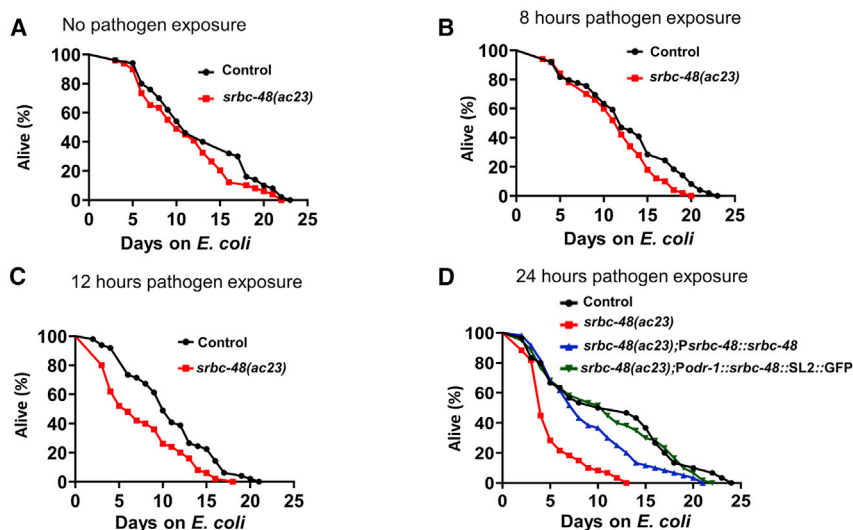 A
No pathogen exposure
Control
srbc-48(ac23)
Alive (%)
100
80
60
40
20
0
0 5 10 15 20 25
Days on E. coli
B
8 hours pathogen exposure
Control
srbc-48(ac23)
Alive (%)
100
80
60
40
20
0
0 5 10 15 20 25
Days on E. coli
C
12 hours pathogen exposure
Control
srbc-48(ac23)
Alive (%)
100
80
60
40
20
0
0 5 10 15 20 25
Days on E. coli
D
24 hours pathogen exposure
Control
srbc-48(ac23)
srbc-48(ac23);Psrbc-48::srbc-48
srbc-48(ac23);Podr-1::srbc-48::SL2::GFP
Alive (%)
100
80
60
40
20
0
0 5 10 15 20 25
Days on E. coli